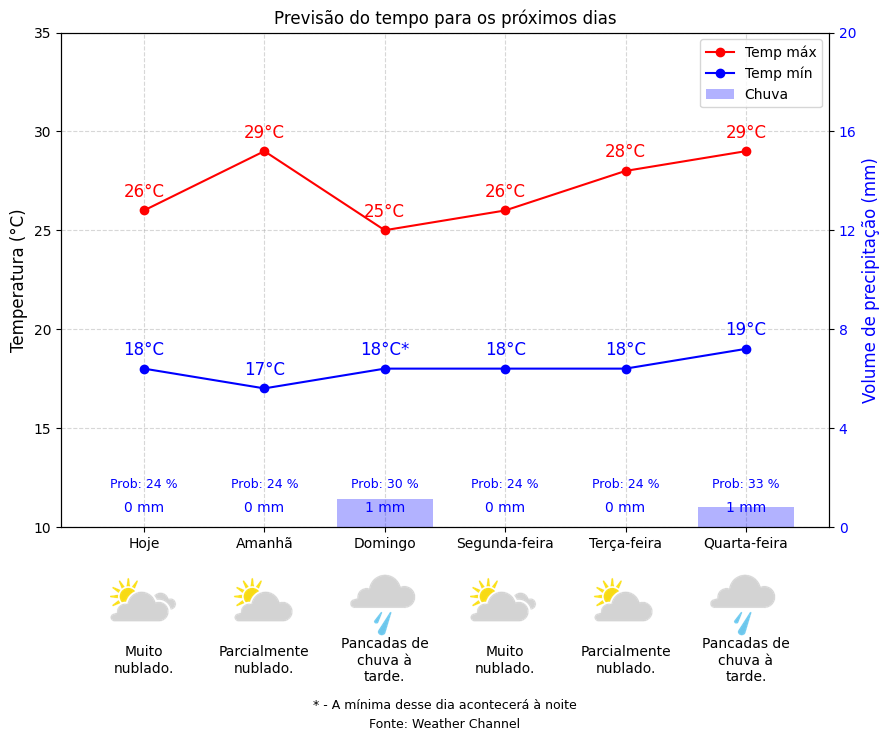 Previsão do tempo para os próximos dias
35
30
25
20
15
10
Temperatura (°C)
20
16
12
8
4
0
Volume de precipitação (mm)
Temp máx
Temp mín
Chuva
26°C
29°C
25°C
26°C
28°C
29°C
18°C
17°C
18°C*
18°C
18°C
19°C
Prob: 24 %
Prob: 24 %
Prob: 30 %
Prob: 24 %
Prob: 24 %
Prob: 33 %
0 mm
0 mm
1 mm
0 mm
0 mm
1 mm
Hoje
Amanhã
Domingo
Segunda-feira
Terça-feira
Quarta-feira
Muito
nublado.
Parcialmente
nublado.
Pancadas de
chuva à
tarde.
Muito
nublado.
Parcialmente
nublado.
Pancadas de
chuva à
tarde.
* - A mínima desse dia acontecerá à noite
Fonte: Weather Channel